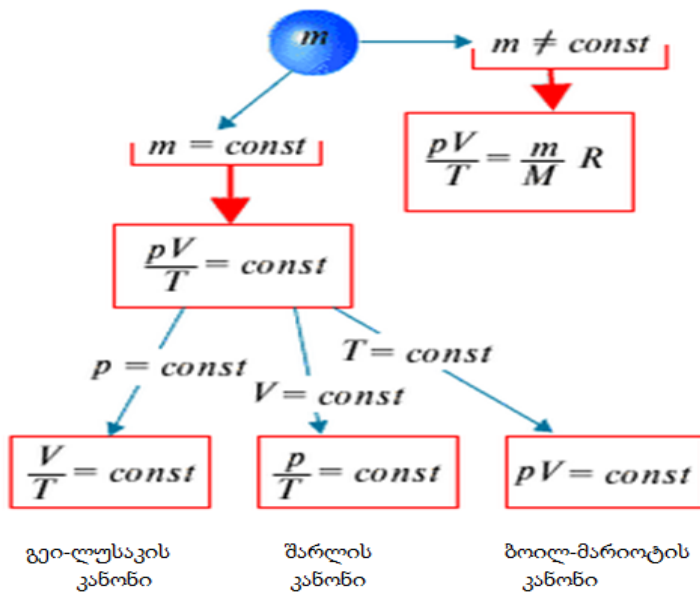 m
m ≠ const
pV/T = m/M R
m = const
pV/T = const
p = const
V = const
T = const
V/T = const
p/T = const
pV = const
გეი-ლუსაკის
კანონი
შარლის
კანონი
ბოილ-მარიოტის
კანონი